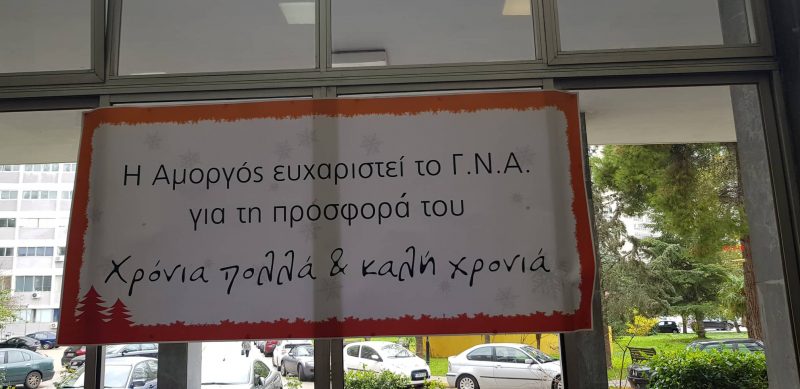 Η Αμοργός ευχαριστεί το Γ.Ν.Α.
για τη προσφορά του
Χρόνια πολλά & καλή χρονιά